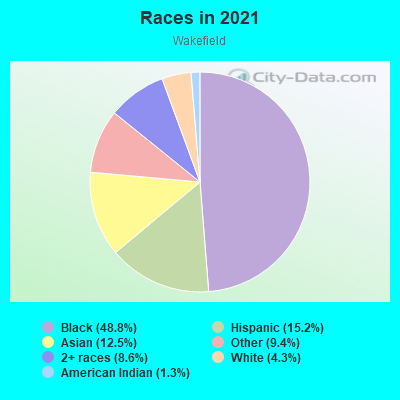 Races in 2021
Wakefield
City-Data.com
Black (48.8%)
Hispanic (15.2%)
Asian (12.5%)
Other (9.4%)
2+ races (8.6%)
White (4.3%)
American Indian (1.3%)